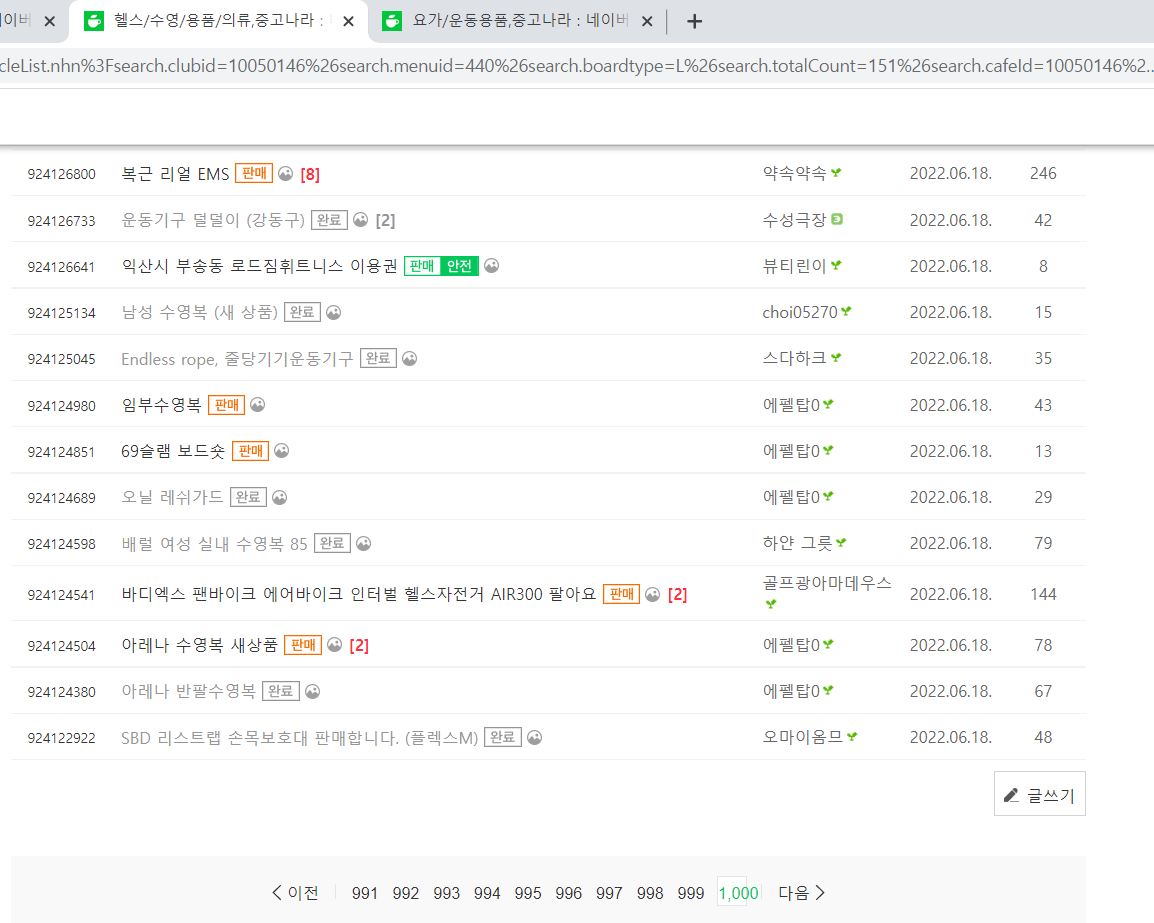 이버
헬스/수영/용품/의류,중고나라 :
요가/운동용품,중고나라 : 네이버
cleList.nhn%3Fsearch.clubid=10050146%26search.menuid=440%26search.boardtype=L%26search.totalCount=151%26search.cafeId=10050146%2...
924126800 복근 리얼 EMS 판매 [8] 약속약속 2022.06.18. 246
924126733 운동기구 덜덜이 (강동구) 완료 [2] 수성극장 2022.06.18. 42
924126641 익산시 부송동 로드짐휘트니스 이용권 판매 안전 뷰티린이 2022.06.18. 8
924125134 남성 수영복 (새 상품) 완료 choi05270 2022.06.18. 15
924125045 Endless rope, 줄당기기운동기구 완료 스다하크 2022.06.18. 35
924124980 임부수영복 판매 에펠탑0 2022.06.18. 43
924124851 69슬램 보드숏 판매 에펠탑0 2022.06.18. 13
924124689 오닐 레쉬가드 완료 에펠탑0 2022.06.18. 29
924124598 배럴 여성 실내 수영복 85 완료 하얀 그릇 2022.06.18. 79
924124541 바디엑스 팬바이크 에어바이크 인터벌 헬스자전거 AIR300 팔아요 판매 [2] 골프광아마데우스 2022.06.18. 144
924124504 아레나 수영복 새상품 판매 [2] 에펠탑0 2022.06.18. 78
924124380 아레나 반팔수영복 완료 에펠탑0 2022.06.18. 67
924122922 SBD 리스트랩 손목보호대 판매합니다. (플렉스M) 완료 오마이옴므 2022.06.18. 48
글쓰기
이전 991 992 993 994 995 996 997 998 999 1,000 다음